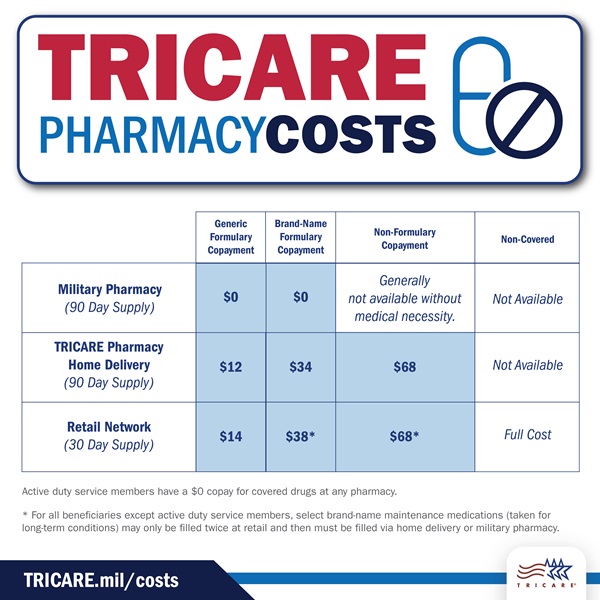 TRICARE
PHARMACYCOSTS
Generic
Formulary
Copayment
Brand-Name
Formulary
Copayment
Non-Formulary
Copayment
Non-Covered
Military Pharmacy
(90 Day Supply)
$0
$0
Generally
not available without
medical necessity.
Not Available
TRICARE Pharmacy
Home Delivery
(90 Day Supply)
$12
$34
$68
Not Available
Retail Network
(30 Day Supply)
$14
$38*
$68*
Full Cost
Active duty service members have a $0 copay for covered drugs at any pharmacy.
* For all beneficiaries except active duty service members, select brand-name maintenance medications (taken for
long-term conditions) may only be filled twice at retail and then must be filled via home delivery or military pharmacy.
TRICARE.mil/costs
TRICARE